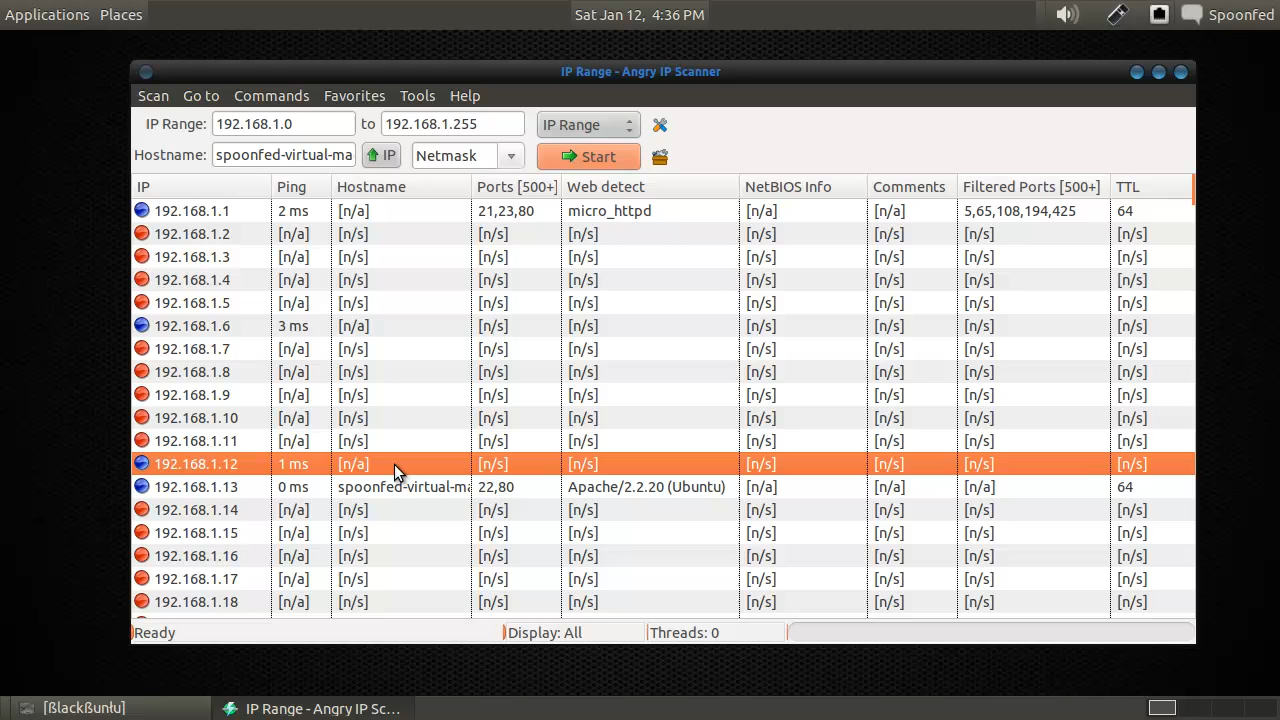 Applications Places Sat Jan 12, 4:36 PM Spoonfed
IP Range - Angry IP Scanner
Scan Go to Commands Favorites Tools Help
IP Range: 192.168.1.0 to 192.168.1.255 IP Range
Hostname: spoonfed-virtual-ma IP Netmask Start
IP Ping Hostname Ports [500+] Web detect NetBIOS Info Comments Filtered Ports [500+] TTL
192.168.1.1 2 ms [n/a] 21,23,80 micro_httpd [n/a] [n/a] 5,65,108,194,425 64
192.168.1.2 [n/a] [n/s] [n/s] [n/s] [n/s] [n/s] [n/s] [n/s]
192.168.1.3 [n/a] [n/s] [n/s] [n/s] [n/s] [n/s] [n/s] [n/s]
192.168.1.4 [n/a] [n/s] [n/s] [n/s] [n/s] [n/s] [n/s] [n/s]
192.168.1.5 [n/a] [n/s] [n/s] [n/s] [n/s] [n/s] [n/s] [n/s]
192.168.1.6 3 ms [n/a] [n/s] [n/s] [n/s] [n/s] [n/s] [n/s]
192.168.1.7 [n/a] [n/s] [n/s] [n/s] [n/s] [n/s] [n/s] [n/s]
192.168.1.8 [n/a] [n/s] [n/s] [n/s] [n/s] [n/s] [n/s] [n/s]
192.168.1.9 [n/a] [n/s] [n/s] [n/s] [n/s] [n/s] [n/s] [n/s]
192.168.1.10 [n/a] [n/s] [n/s] [n/s] [n/s] [n/s] [n/s] [n/s]
192.168.1.11 [n/a] [n/s] [n/s] [n/s] [n/s] [n/s] [n/s] [n/s]
192.168.1.12 1 ms [n/a] [n/s] [n/s] [n/s] [n/s] [n/s] [n/s]
192.168.1.13 0 ms spoonfed-virtual-ma 22,80 Apache/2.2.20 (Ubuntu) [n/a] [n/a] [n/a] 64
192.168.1.14 [n/a] [n/s] [n/s] [n/s] [n/s] [n/s] [n/s] [n/s]
192.168.1.15 [n/a] [n/s] [n/s] [n/s] [n/s] [n/s] [n/s] [n/s]
192.168.1.16 [n/a] [n/s] [n/s] [n/s] [n/s] [n/s] [n/s] [n/s]
192.168.1.17 [n/a] [n/s] [n/s] [n/s] [n/s] [n/s] [n/s] [n/s]
192.168.1.18 [n/a] [n/s] [n/s] [n/s] [n/s] [n/s] [n/s] [n/s]
Ready Display: All Threads: 0
[ßlackßunłu] IP Range - Angry IP Sc...